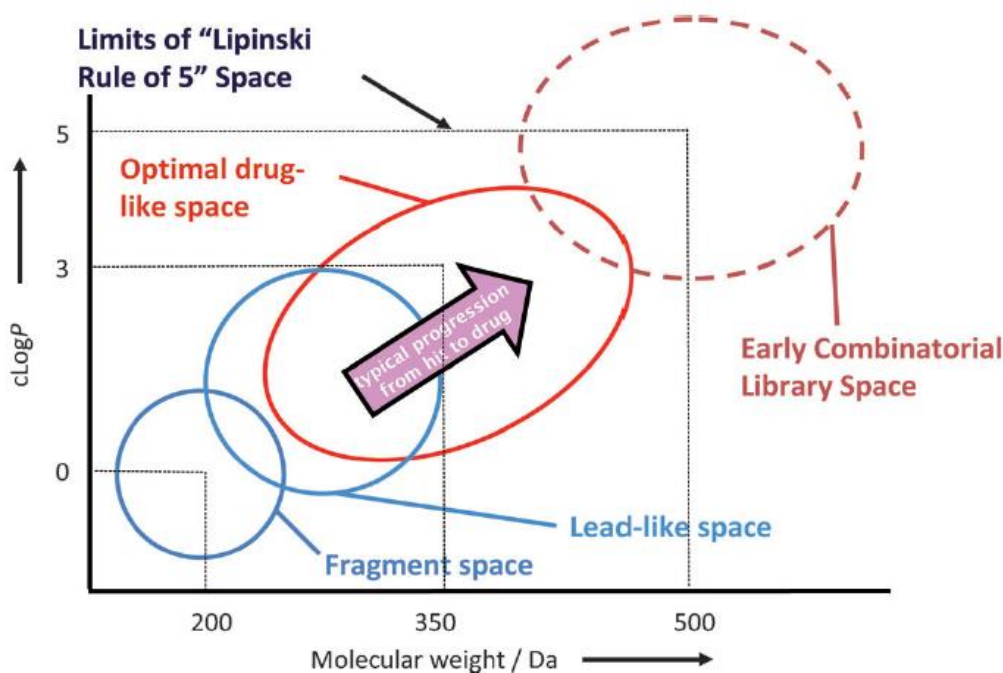 Limits of “Lipinski
Rule of 5” Space
5
Optimal drug-
like space
3
typical progression
from hit to drug
Early Combinatorial
Library Space
cLogP
0
Lead-like space
Fragment space
200
350
500
Molecular weight / Da